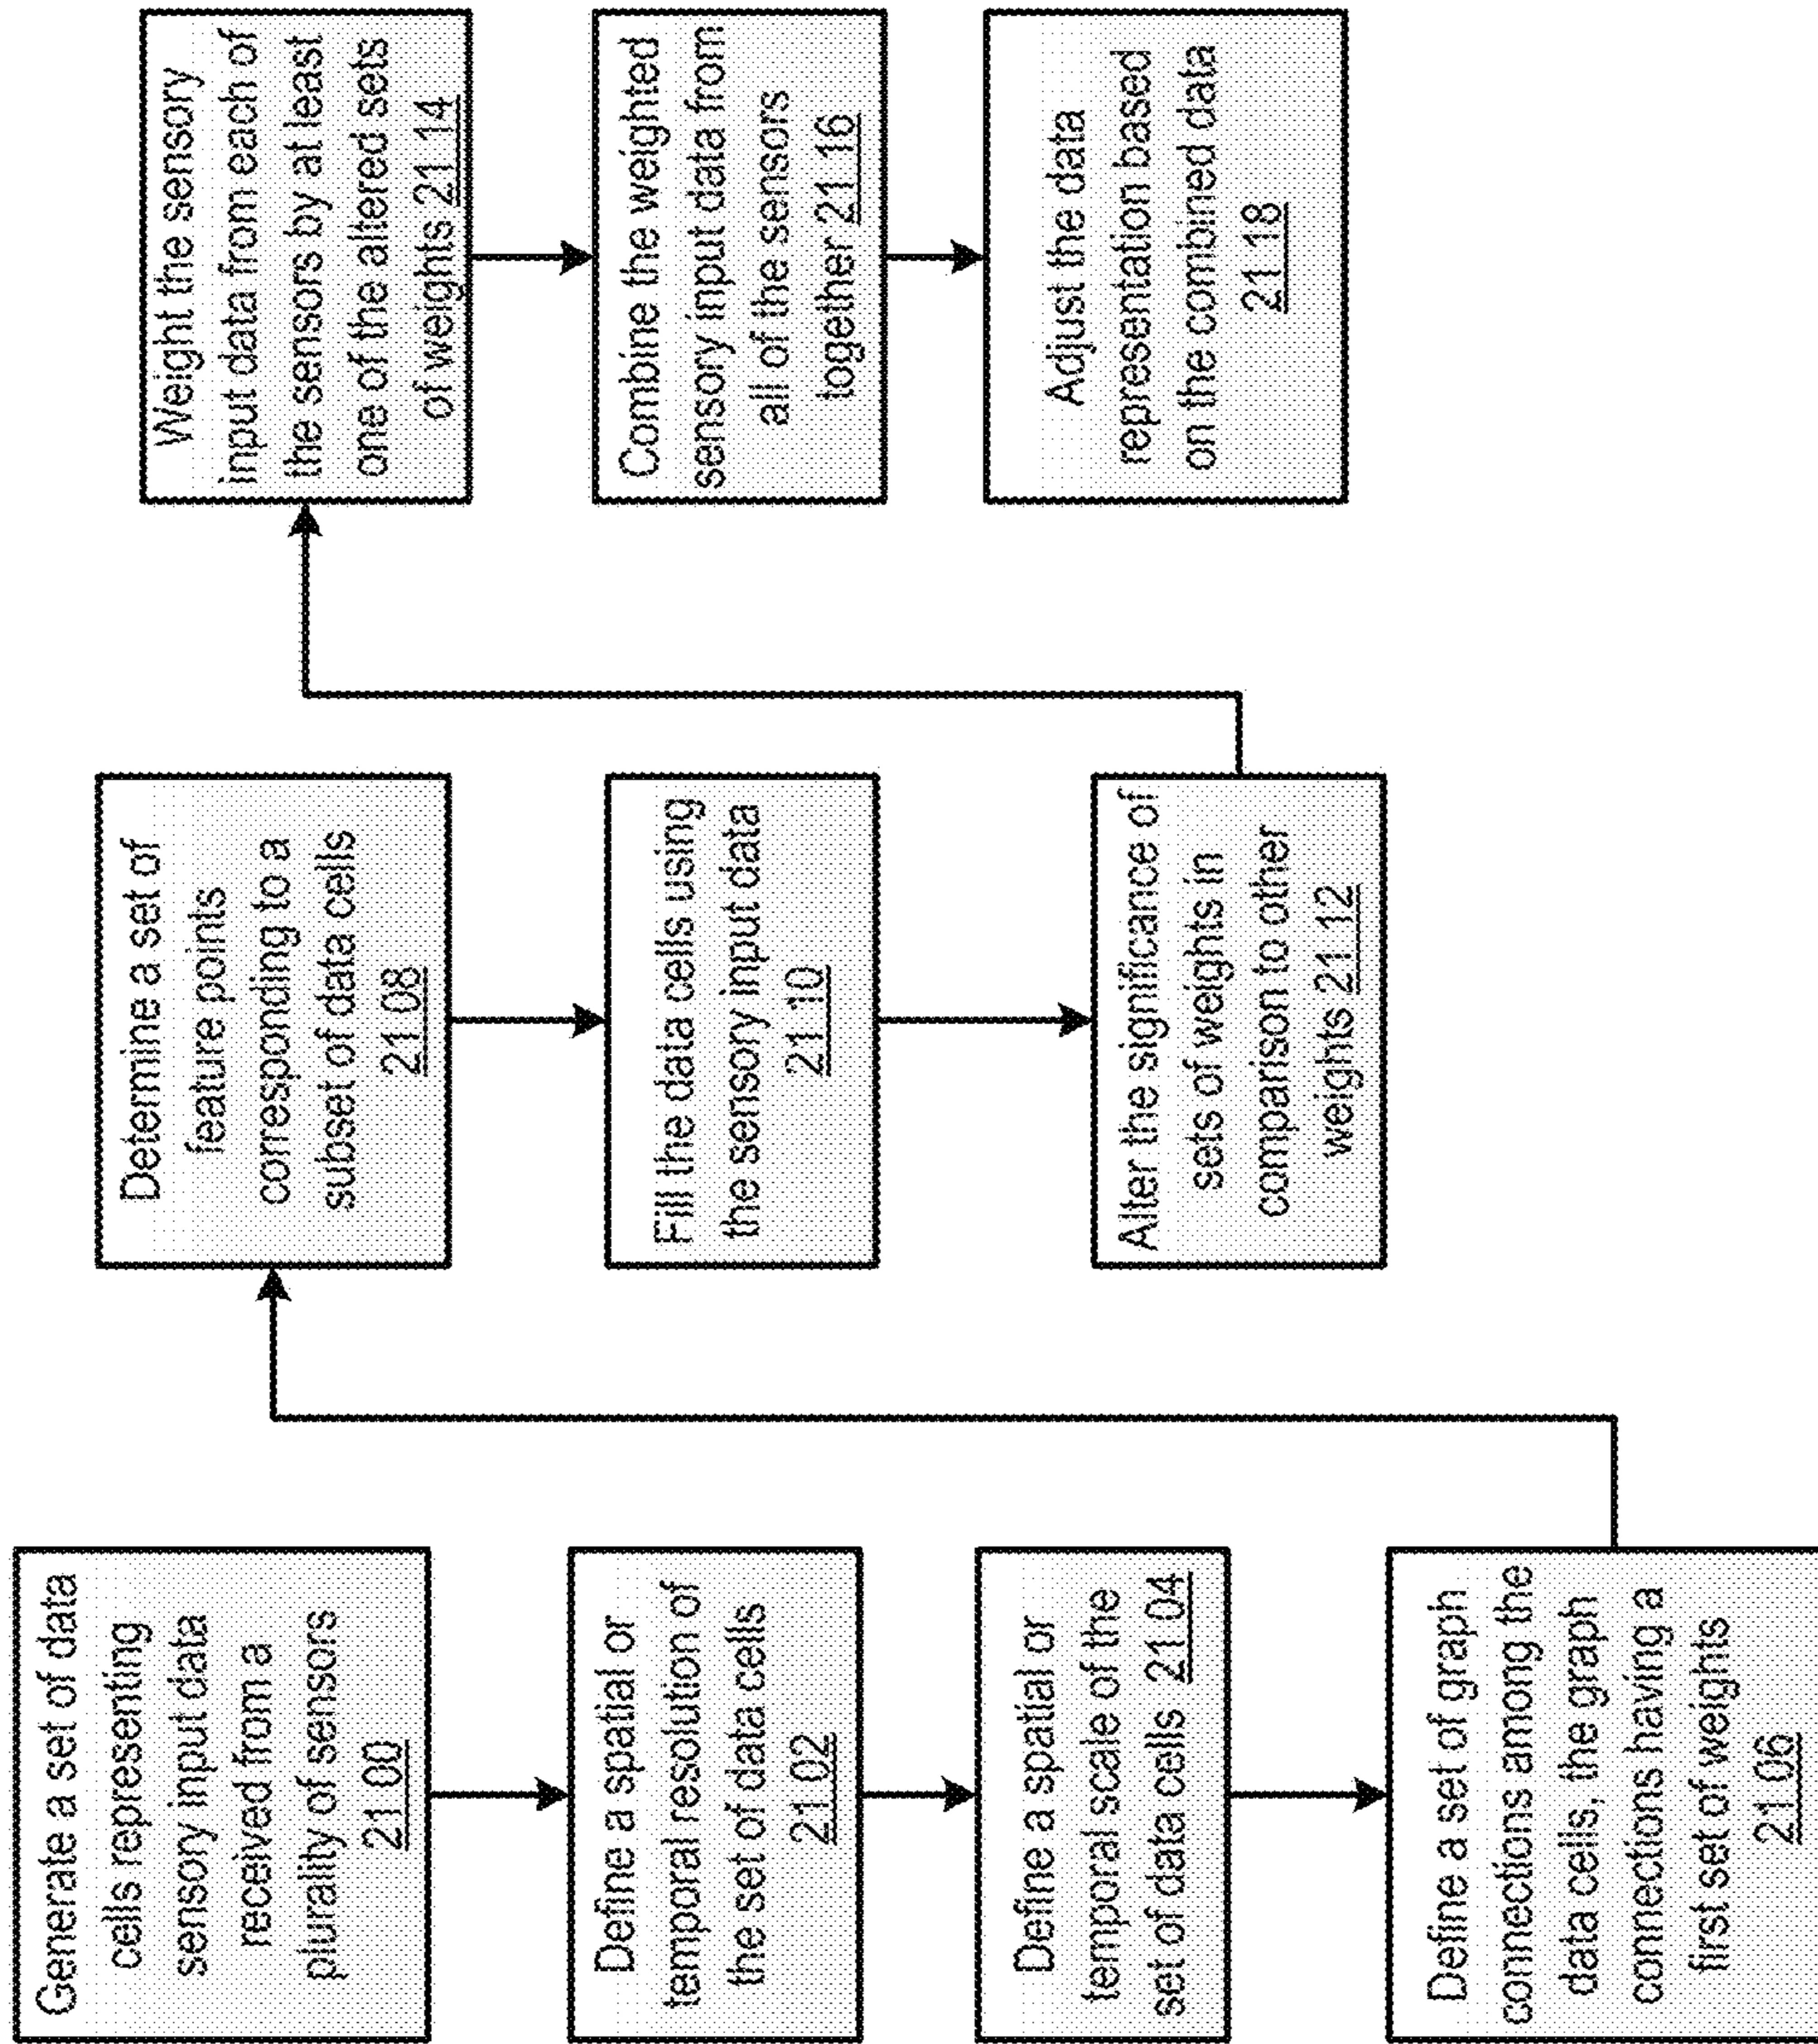 Generate a set of data
cells representing
sensory input data
received from a
plurality of sensors
21 00
Define a spatial or
temporal resolution of
the set of data cells
21 02
Define a spatial or
temporal scale of the
set of data cells 21 04
Define a set of graph
connections among the
data cells, the graph
connections having a
first set of weights
21 06
Determine a set of
feature points
corresponding to a
subset of data cells
21 08
Fill the data cells using
the sensory input data
21 10
Alter the significance of
sets of weights in
comparison to other
weights 21 12
Weight the sensory
input data from each of
the sensors by at least
one of the altered sets
of weights 21 14
Combine the weighted
sensory input data from
all of the sensors
together 21 16
Adjust the data
representation based
on the combined data
21 18